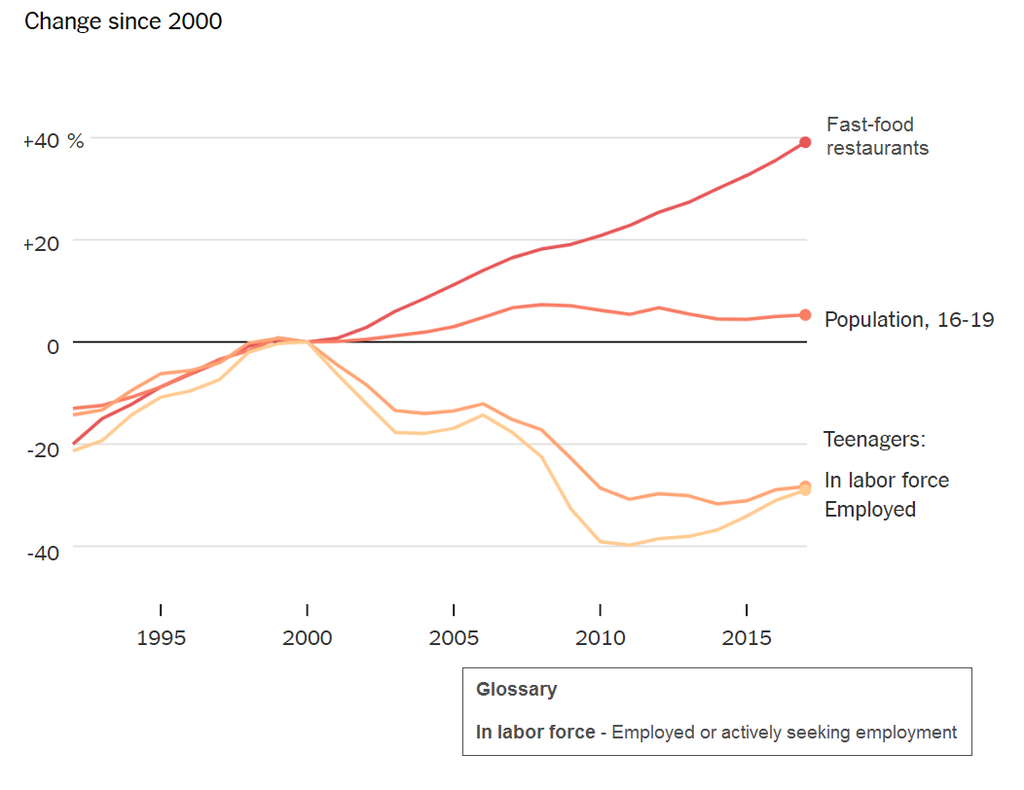 Change since 2000
Fast-food
restaurants
+40 %
+20
Population, 16-19
0
Teenagers:
-20
In labor force
Employed
-40
1995 2000 2005 2010 2015
Glossary
In labor force - Employed or actively seeking employment